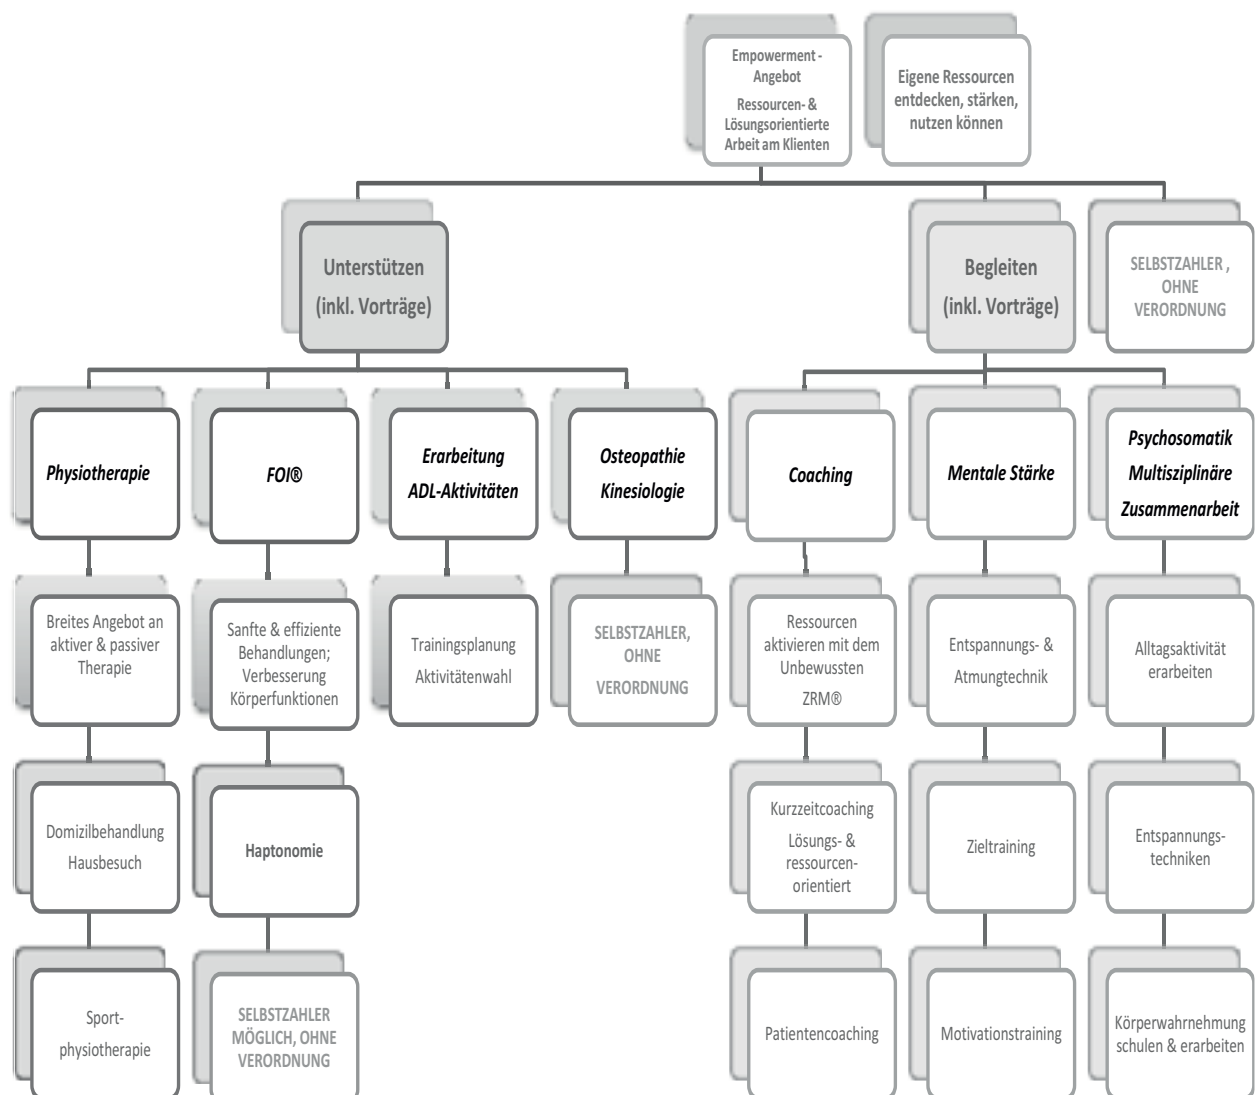 Empowerment -
Angebot
Ressourcen- &
Lösungsorientierte
Arbeit am Klienten
Eigene Ressourcen
entdecken, stärken,
nutzen können
Unterstützen
(inkl. Vorträge)
Begleiten
(inkl. Vorträge)
SELBSTZAHLER ,
OHNE
VERORDNUNG
Physiotherapie
FOI®
Erarbeitung
ADL-Aktivitäten
Osteopathie
Kinesiologie
Coaching
Mentale Stärke
Psychosomatik
Multisziplinäre
Zusammenarbeit
Breites Angebot an
aktiver & passiver
Therapie
Sanfte & effiziente
Behandlungen;
Verbesserung
Körperfunktionen
Trainingsplanung
Aktivitätenwahl
SELBSTZAHLER,
OHNE
VERORDNUNG
Ressourcen
aktivieren mit dem
Unbewussten
ZRM®
Entspannungs- &
Atmungtechnik
Alltagsaktivität
erarbeiten
Domizilbehandlung
Hausbesuch
Haptonomie
Kurzzeitcoaching
Lösungs- &
ressourcen-
orientiert
Zieltraining
Entspannungs-
techniken
Sport-
physiotherapie
SELBSTZAHLER
MÖGLICH, OHNE
VERORDNUNG
Patientencoaching
Motivationstraining
Körperwahrnehmung
schulen & erarbeiten